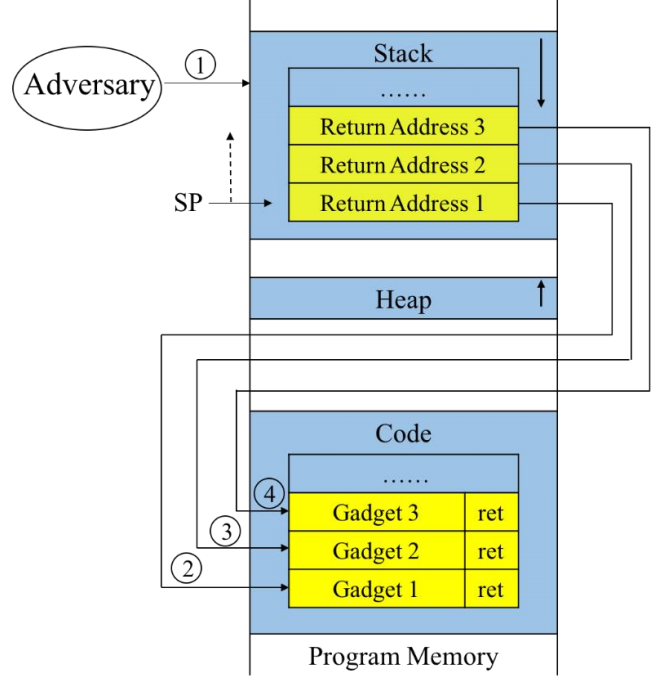 Stack
①
Adversary
……
Return Address 3
Return Address 2
SP
Return Address 1
Heap
Code
……
④
Gadget 3 ret
③
Gadget 2 ret
②
Gadget 1 ret
Program Memory